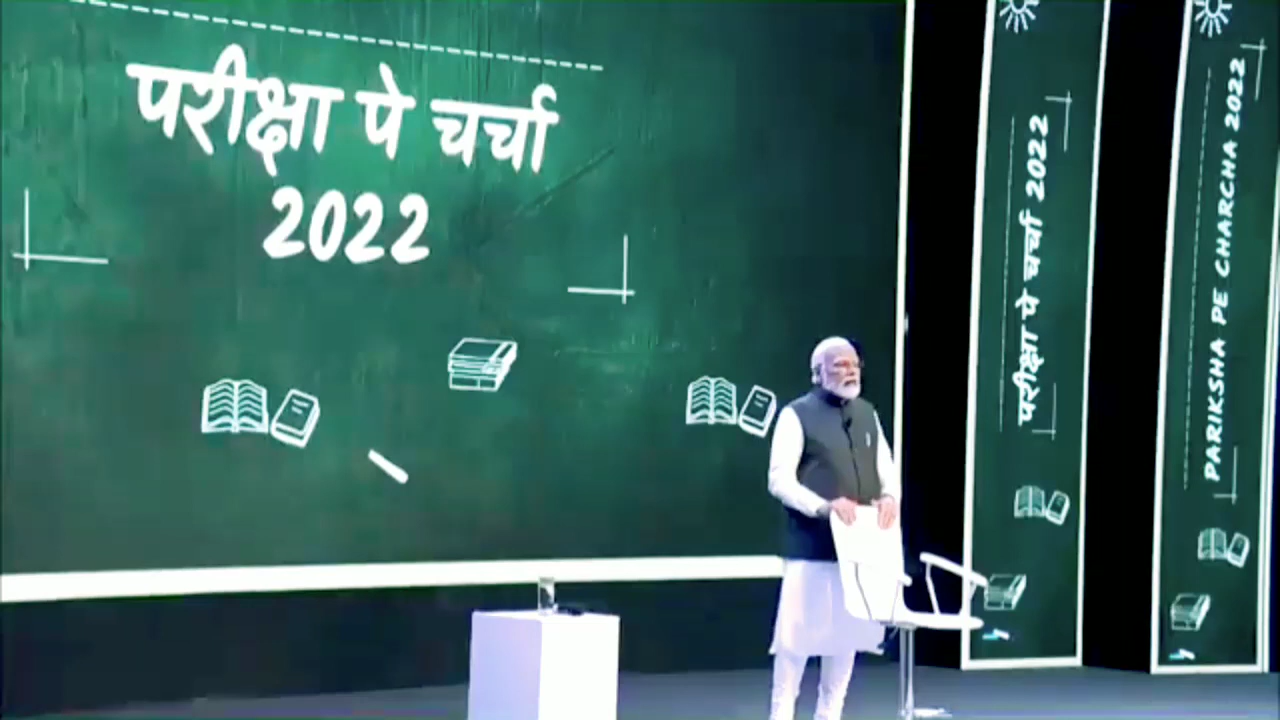 परीक्षा पे चर्चा
2022
परीक्षा पे चर्चा 2022
PARIKSHA PE CHARCHA 2022